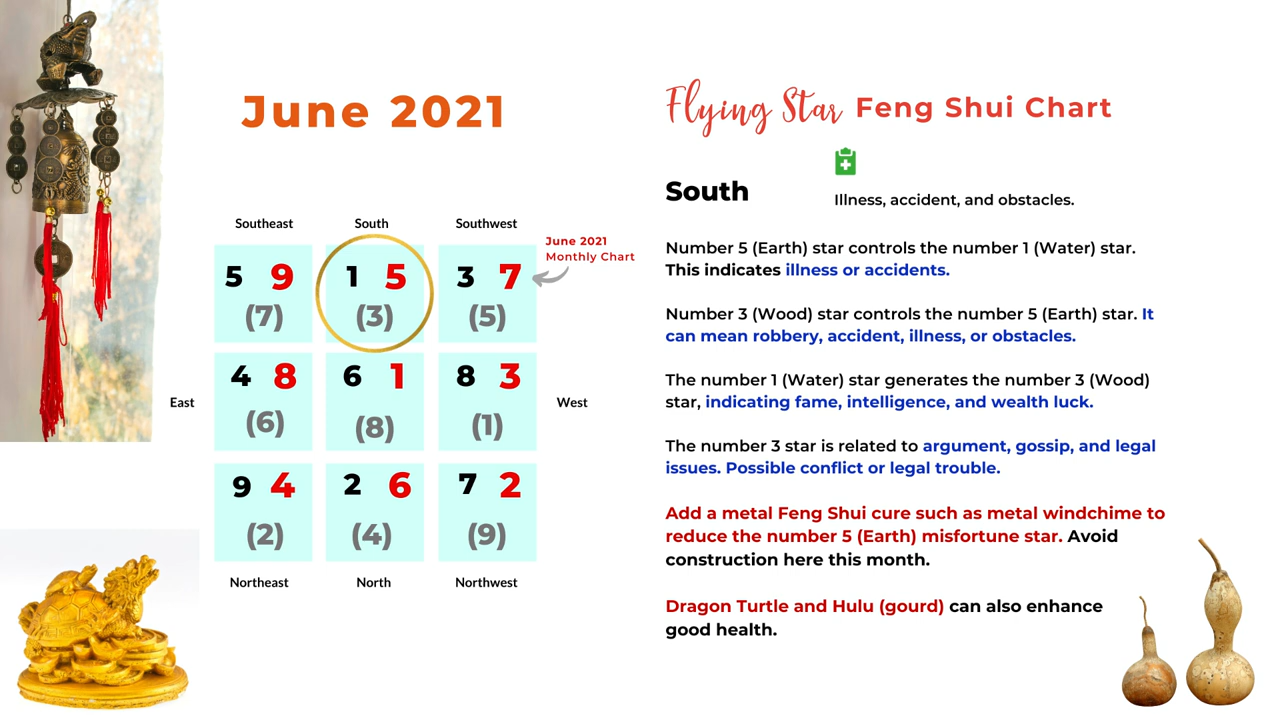 June 2021
Southeast South Southwest
June 2021
Monthly Chart
5 9 1 5 3 7
(7) (3) (5)
4 8 6 1 8 3
East West
(6) (8) (1)
9 4 2 6 7 2
(2) (4) (9)
Northeast North Northwest
Flying Star Feng Shui Chart
South
Illness, accident, and obstacles.
Number 5 (Earth) star controls the number 1 (Water) star.
This indicates illness or accidents.
Number 3 (Wood) star controls the number 5 (Earth) star. It
can mean robbery, accident, illness, or obstacles.
The number 1 (Water) star generates the number 3 (Wood)
star, indicating fame, intelligence, and wealth luck.
The number 3 star is related to argument, gossip, and legal
issues. Possible conflict or legal trouble.
Add a metal Feng Shui cure such as metal windchime to
reduce the number 5 (Earth) misfortune star. Avoid
construction here this month.
Dragon Turtle and Hulu (gourd) can also enhance
good health.